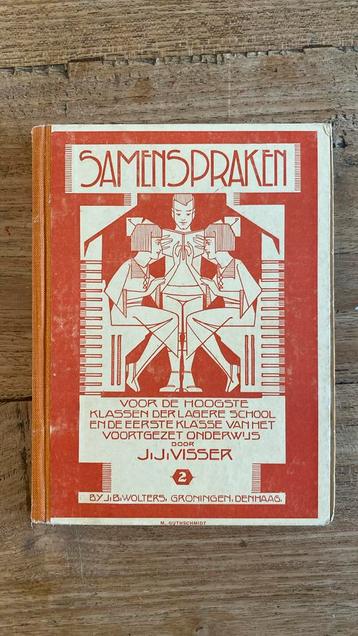 SAMENSPRAKEN
VOOR DE HOOGSTE
KLASSEN DER LAGERE SCHOOL
EN DE EERSTE KLASSE VAN HET
VOORTGEZET ONDERWIJS
DOOR
J.J. VISSER
2
BY J.B. WOLTERS. GRONINGEN. DEN HAAG.
M. GUTHSCHMIDT